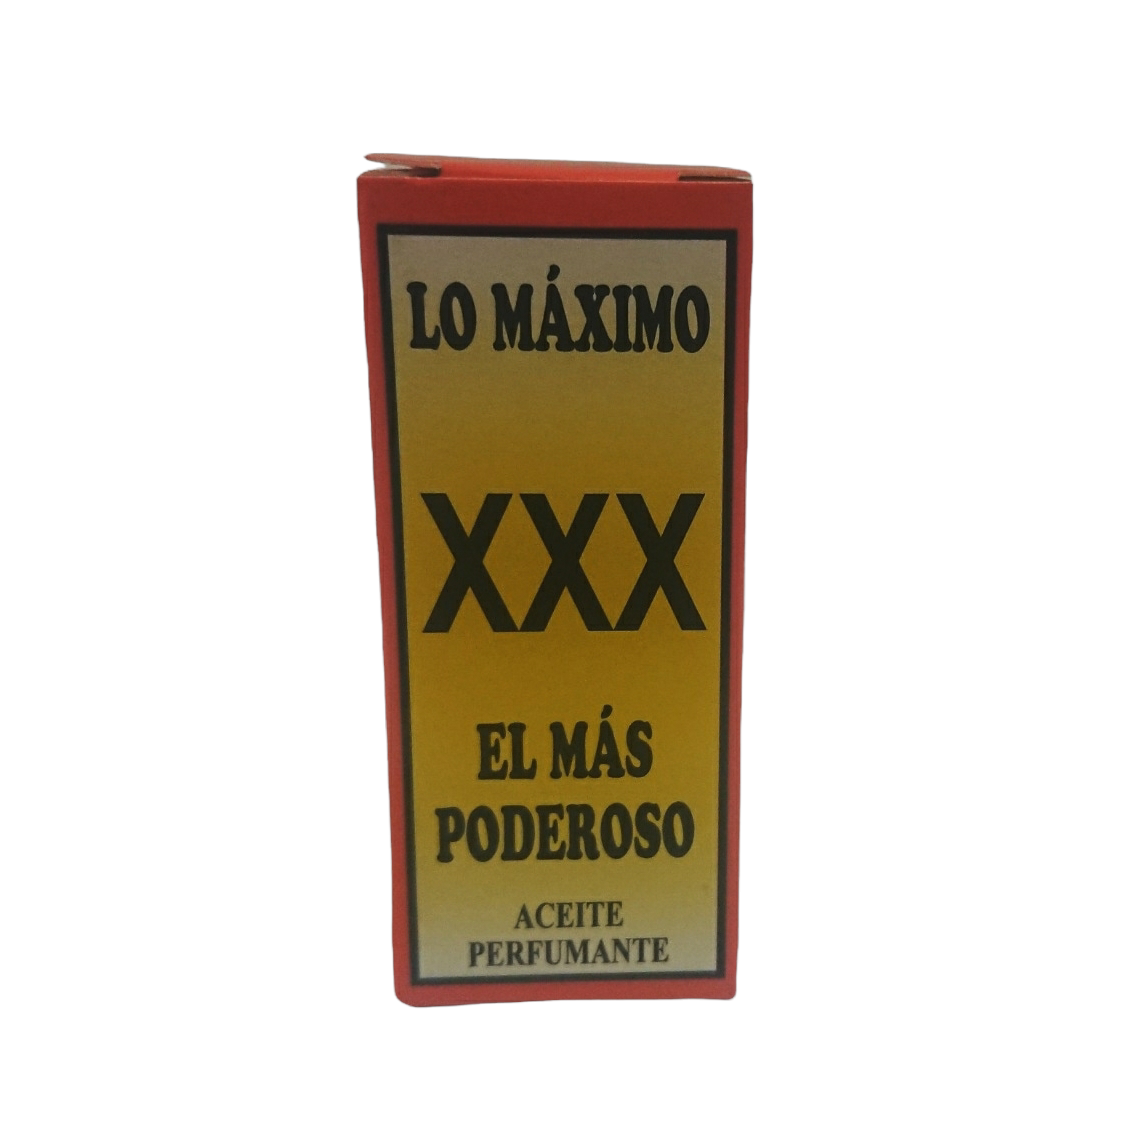 LO MÁXIMO
XXX
EL MÁS
PODEROSO
ACEITE
PERFUMANTE